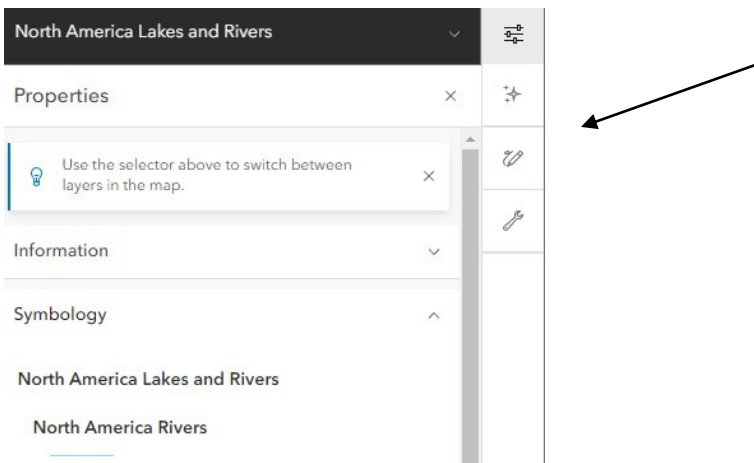 North America Lakes and Rivers
Properties
Use the selector above to switch between
layers in the map.
Information
Symbology
North America Lakes and Rivers
North America Rivers